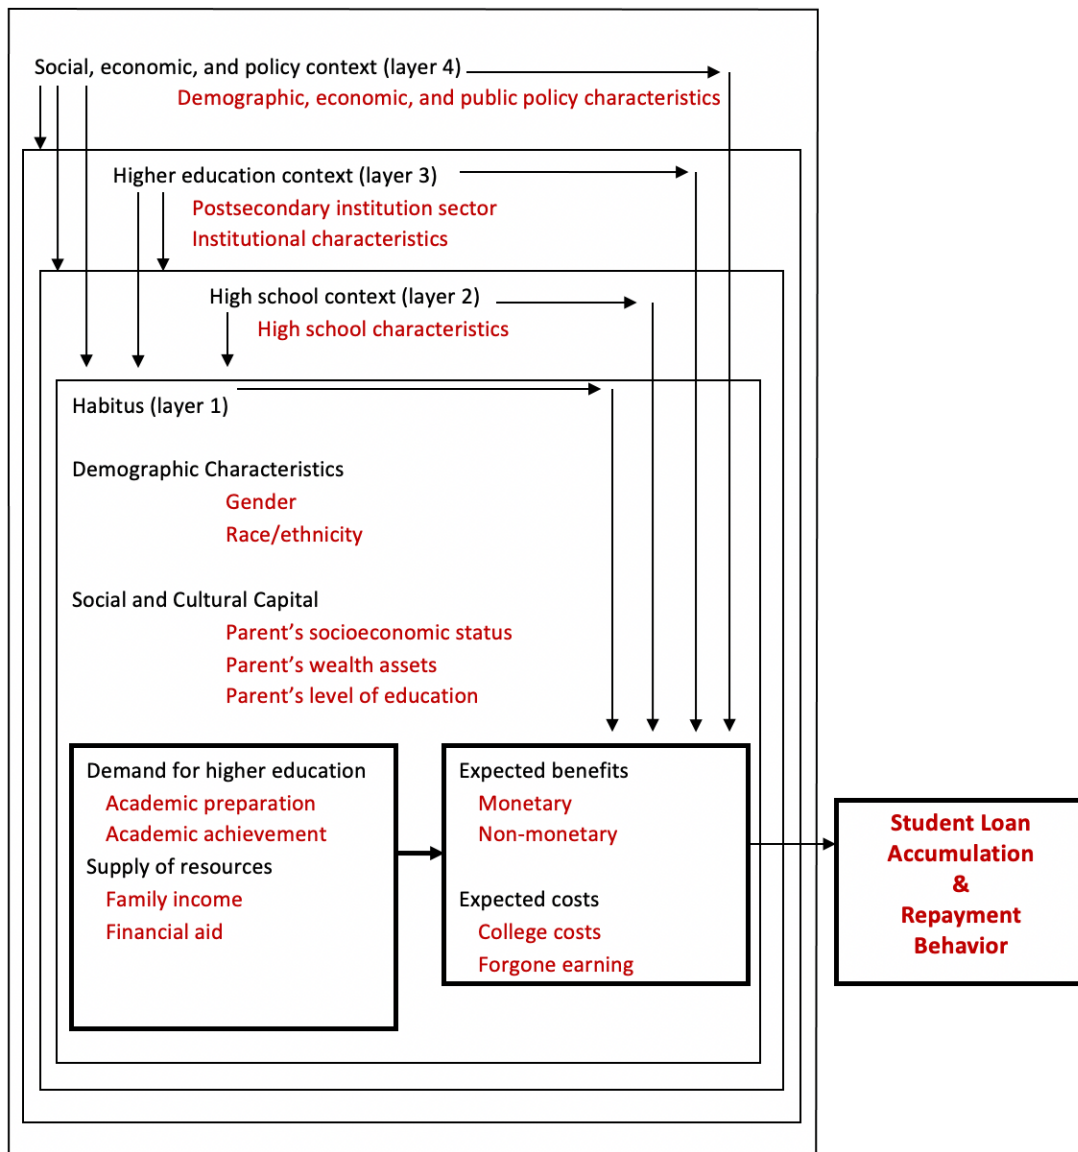 Social, economic, and policy context (layer 4)
Demographic, economic, and public policy characteristics
Higher education context (layer 3)
Postsecondary institution sector
Institutional characteristics
High school context (layer 2)
High school characteristics
Habitus (layer 1)
Demographic Characteristics
Gender
Race/ethnicity
Social and Cultural Capital
Parent’s socioeconomic status
Parent’s wealth assets
Parent’s level of education
Demand for higher education
Academic preparation
Academic achievement
Supply of resources
Family income
Financial aid
Expected benefits
Monetary
Non-monetary
Expected costs
College costs
Forgone earning
Student Loan
Accumulation
&
Repayment
Behavior